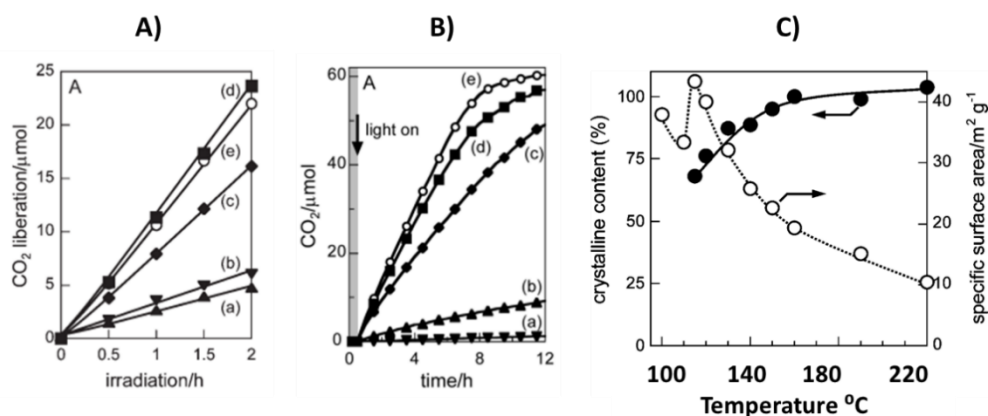 A)
B)
C)
A
25
20
15
10
5
0
CO₂ liberation/μmol
(d)
(e)
(c)
(b)
(a)
0
0.5
1
1.5
2
irradiation/h
A
60
40
20
0
CO₂/μmol
light on
(e)
(d)
(c)
(b)
(a)
0
4
8
12
time/h
100
75
50
25
0
crystalline content (%)
40
30
20
10
0
specific surface area/m² g⁻¹
100
140
180
220
Temperature ⁰C